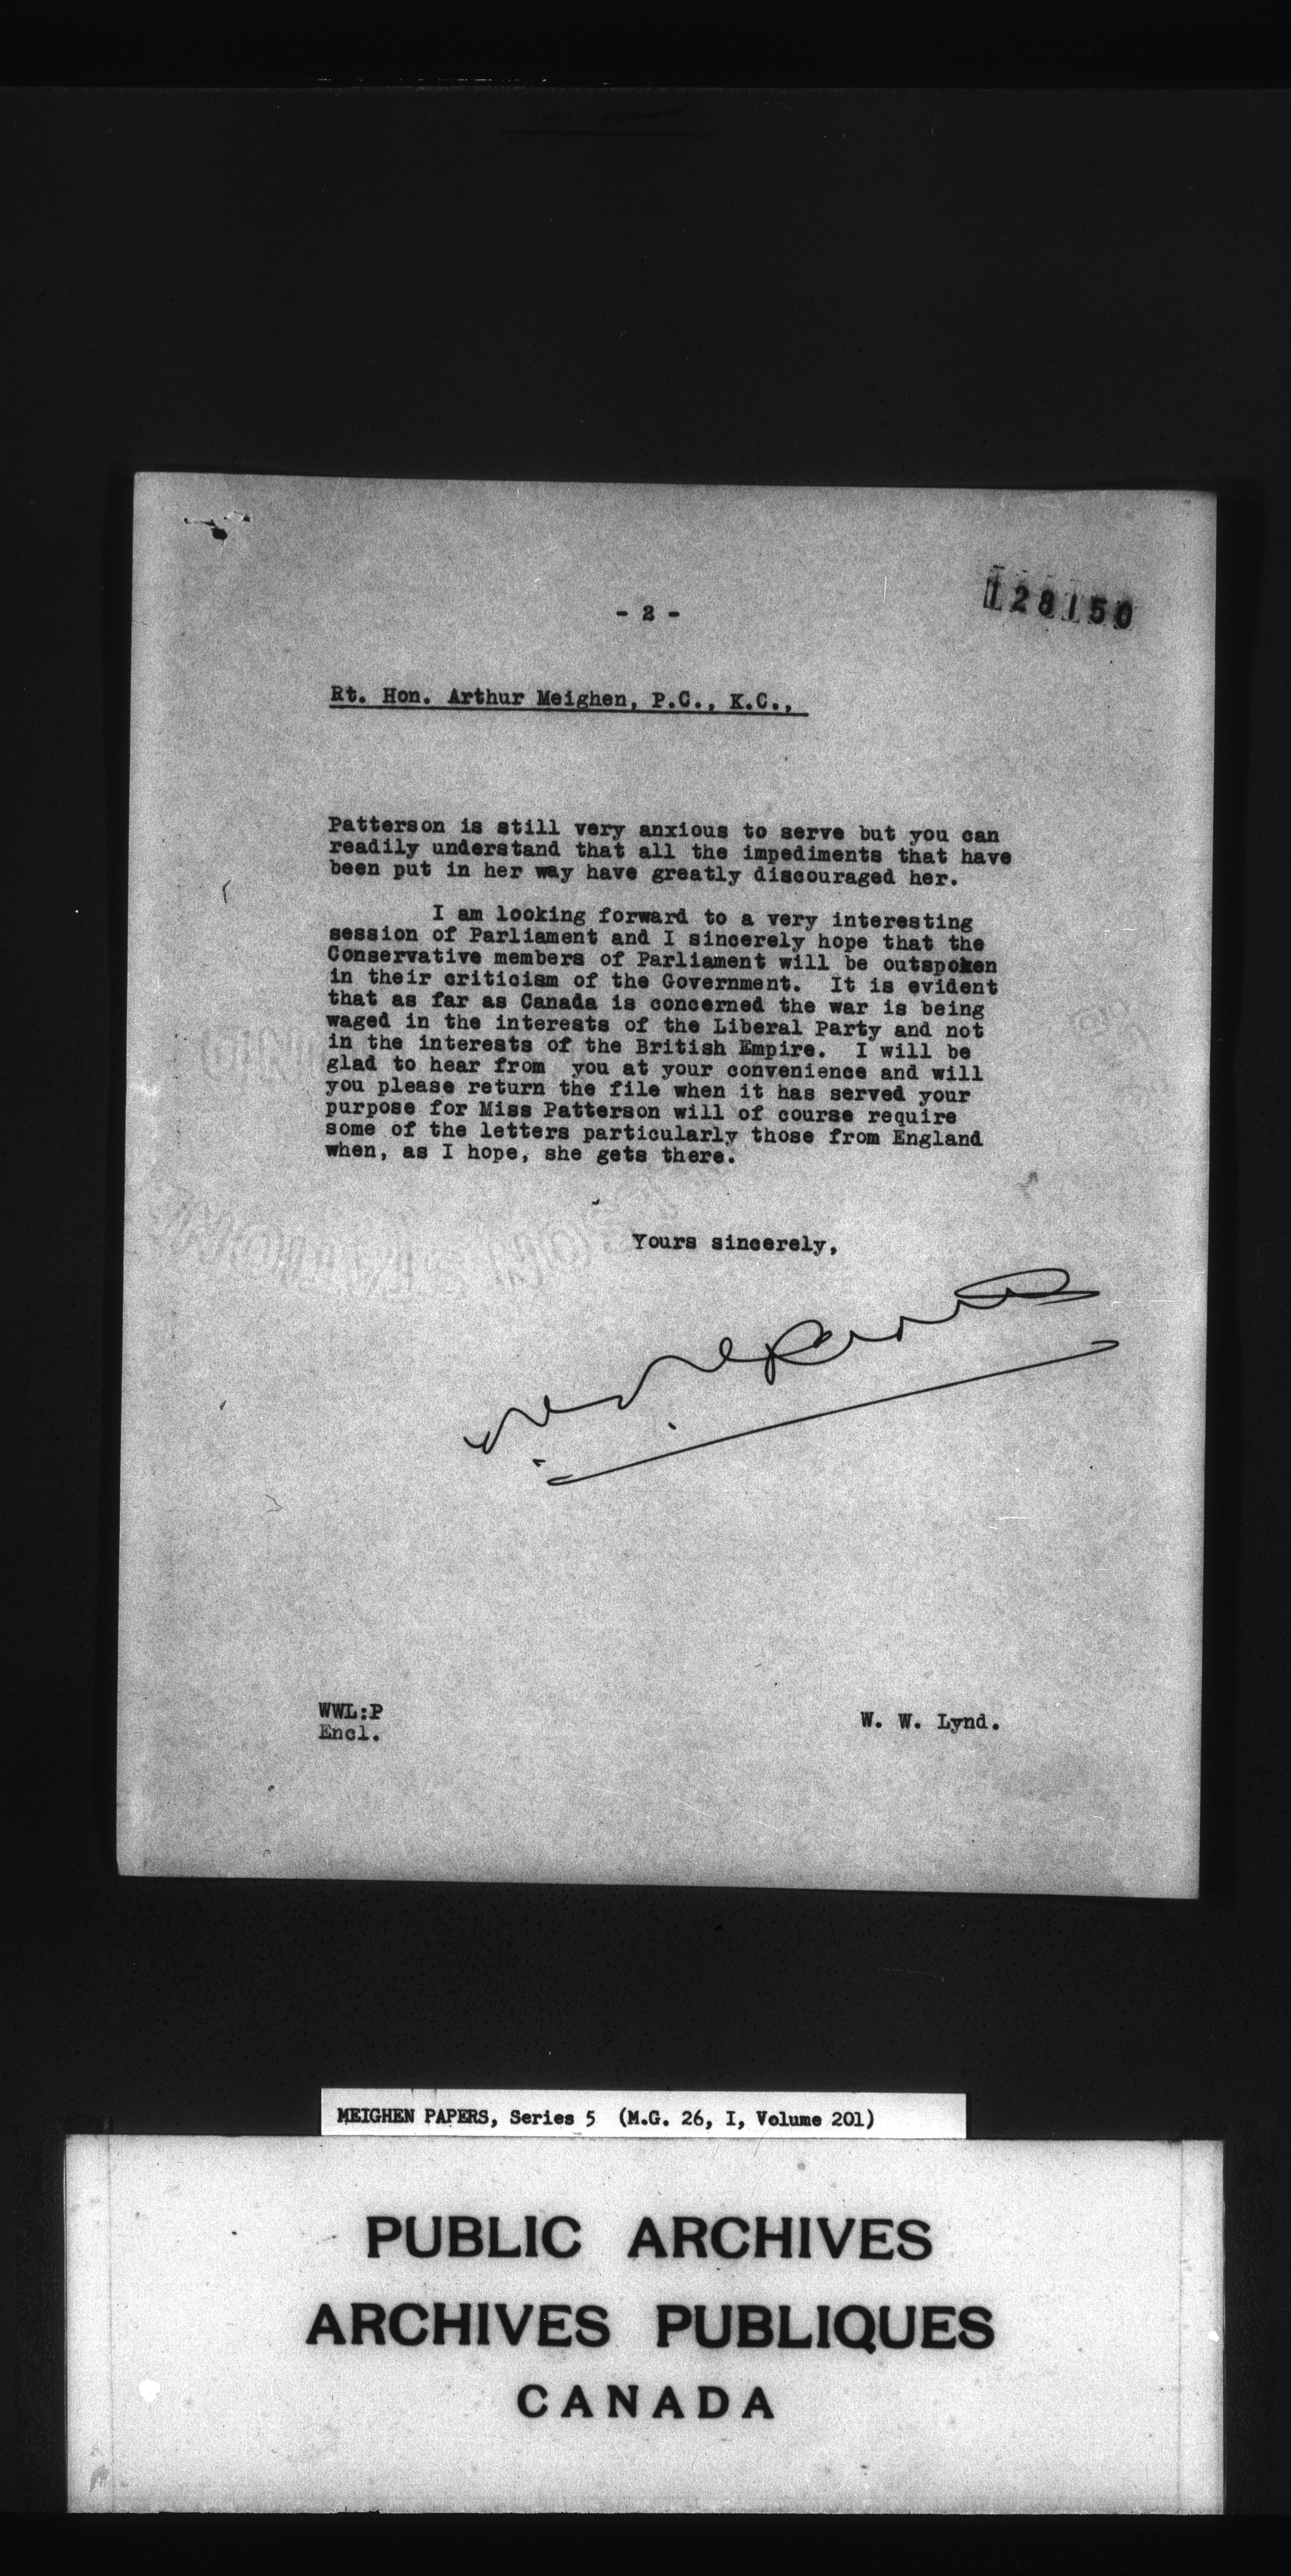 - 2 -
128150
Rt. Hon. Arthur Meighen, P.C., K.C.,
Patterson is still very anxious to serve but you can
readily understand that all the impediments that have
been put in her way have greatly discouraged her.
I am looking forward to a very interesting
session of Parliament and I sincerely hope that the
Conservative members of Parliament will be outspoken
in their criticism of the Government. It is evident
that as far as Canada is concerned the war is being
waged in the interests of the Liberal Party and not
in the interests of the British Empire. I will be
glad to hear from you at your convenience and will
you please return the file when it has served your
purpose for Miss Patterson will of course require
some of the letters particularly those from England
when, as I hope, she gets there.
Yours sincerely,
WWL:P
Encl.
W. W. Lynd.
MEIGHEN PAPERS, Series 5 (M.G. 26, I, Volume 201)
PUBLIC ARCHIVES
ARCHIVES PUBLIQUES
CANADA